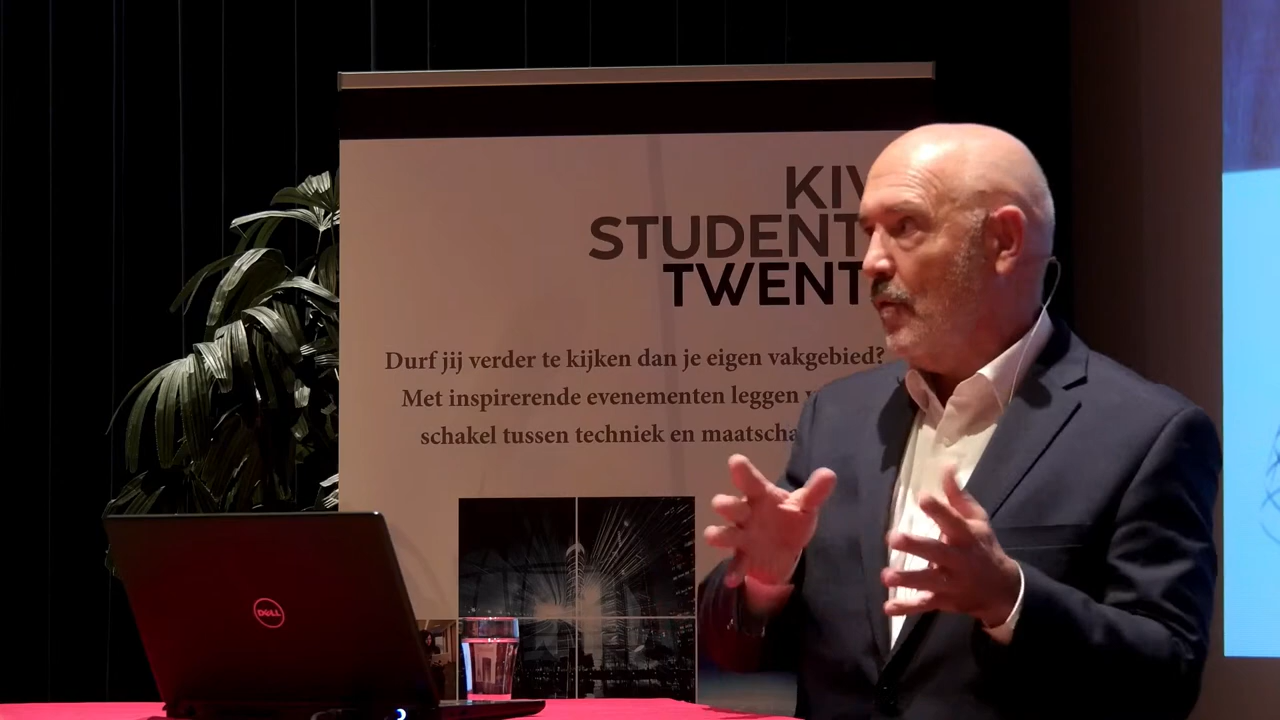 KIV
STUDENT
TWENT
Durf jij verder te kijken dan je eigen vakgebied?
Met inspirerende evenementen leggen
schakel tussen techniek en maatscha
DELL